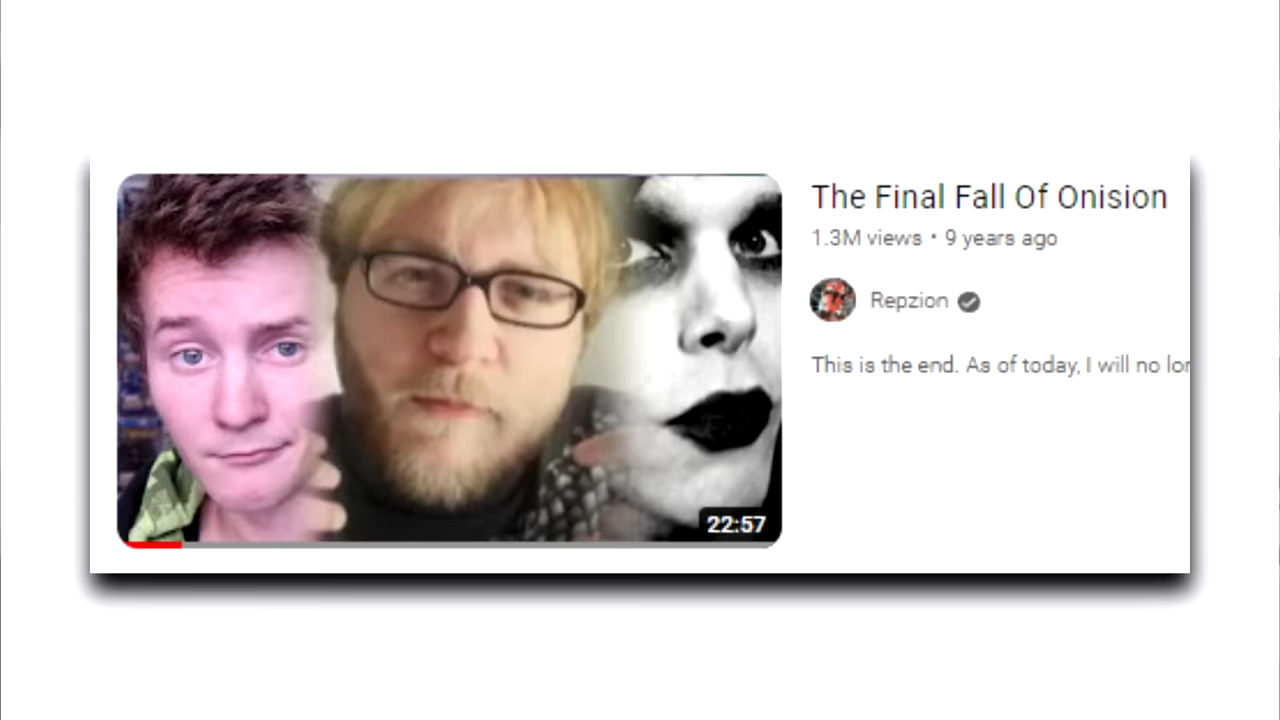 The Final Fall Of Onision
1.3M views • 9 years ago
Repzion
This is the end. As of today, I will no lor
22:57